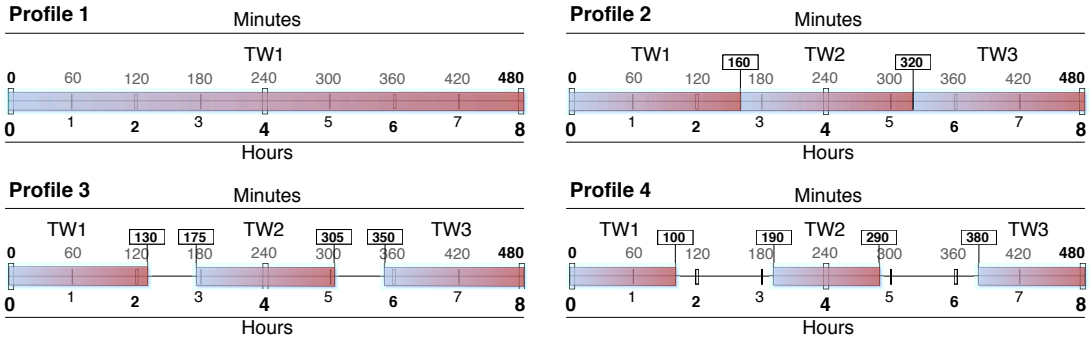 Profile 1
Minutes
TW1
0 60 120 180 240 300 360 420 480
0 1 2 3 4 5 6 7 8
Hours
Profile 2
Minutes
TW1 TW2 TW3
160 320
0 60 120 180 240 300 360 420 480
0 1 2 3 4 5 6 7 8
Hours
Profile 3
Minutes
TW1 TW2 TW3
130 175 305 350
0 60 120 180 240 360 420 480
0 1 2 3 4 5 6 7 8
Hours
Profile 4
Minutes
TW1 TW2 TW3
100 190 290 380
0 60 120 180 240 300 360 420 480
0 1 2 3 4 5 6 7 8
Hours